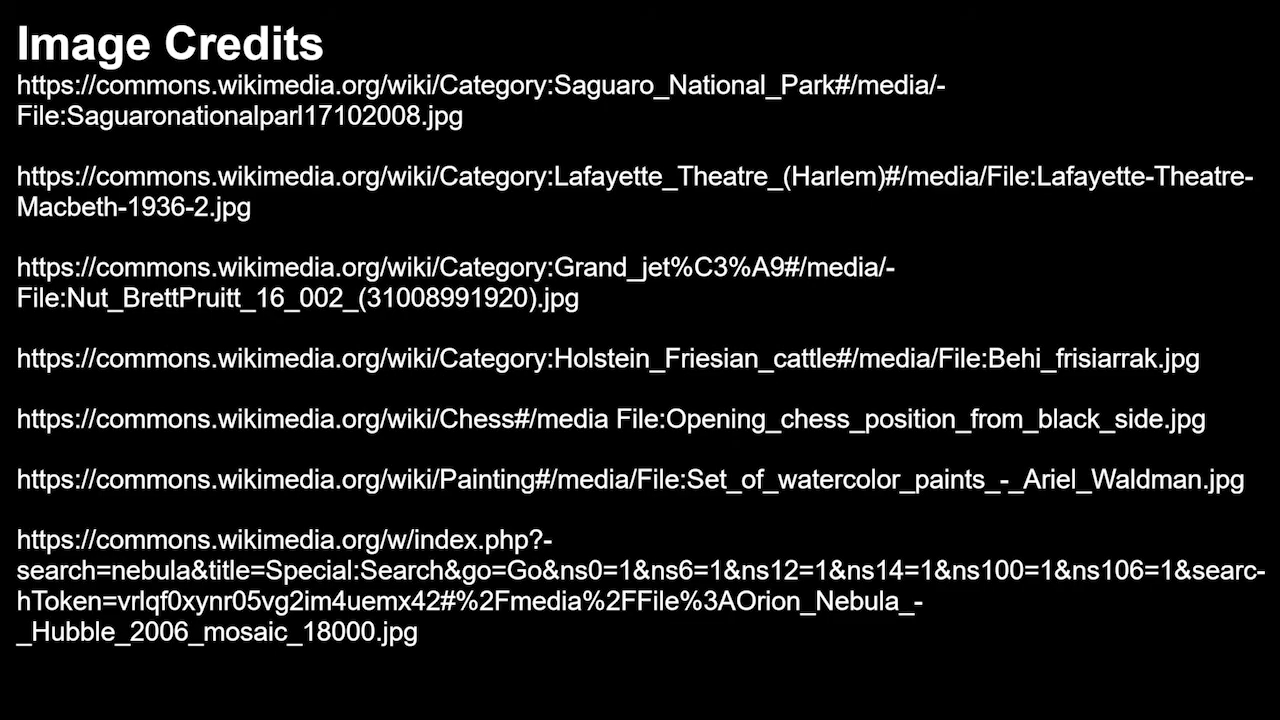 Image Credits
https://commons.wikimedia.org/wiki/Category:Saguaro_National_Park#/media/-
File:Saguaronationalparl17102008.jpg
https://commons.wikimedia.org/wiki/Category:Lafayette_Theatre_(Harlem)#/media/File:Lafayette-Theatre-
Macbeth-1936-2.jpg
https://commons.wikimedia.org/wiki/Category:Grand_jet%C3%A9#/media/-
File:Nut_BrettPruitt_16_002_(31008991920).jpg
https://commons.wikimedia.org/wiki/Category:Holstein_Friesian_cattle#/media/File:Behi_frisiarrak.jpg
https://commons.wikimedia.org/wiki/Chess#/media File:Opening_chess_position_from_black_side.jpg
https://commons.wikimedia.org/wiki/Painting#/media/File:Set_of_watercolor_paints_-_Ariel_Waldman.jpg
https://commons.wikimedia.org/w/index.php?-
search=nebula&title=Special:Search&go=Go&ns0=1&ns6=1&ns12=1&ns14=1&ns100=1&ns106=1&searc-
hToken=vrlqf0xynr05vg2im4uemx42#%2Fmedia%2FFile%3AOrion_Nebula_-
_Hubble_2006_mosaic_18000.jpg